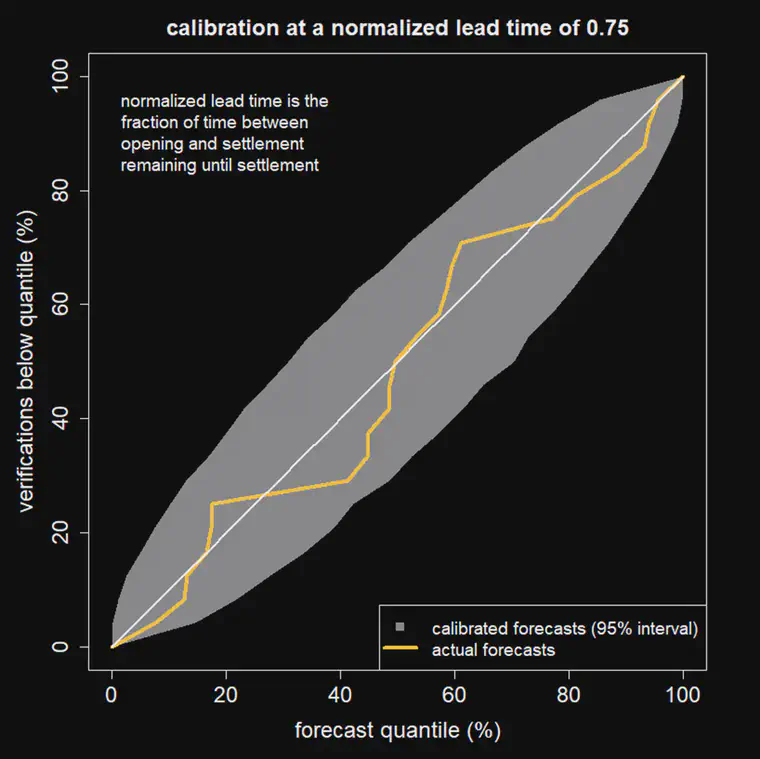 calibration at a normalized lead time of 0.75
normalized lead time is the
fraction of time between
opening and settlement
remaining until settlement
verifications below quantile (%)
100
80
60
40
20
0
calibrated forecasts (95% interval)
actual forecasts
0 20 40 60 80 100
forecast quantile (%)